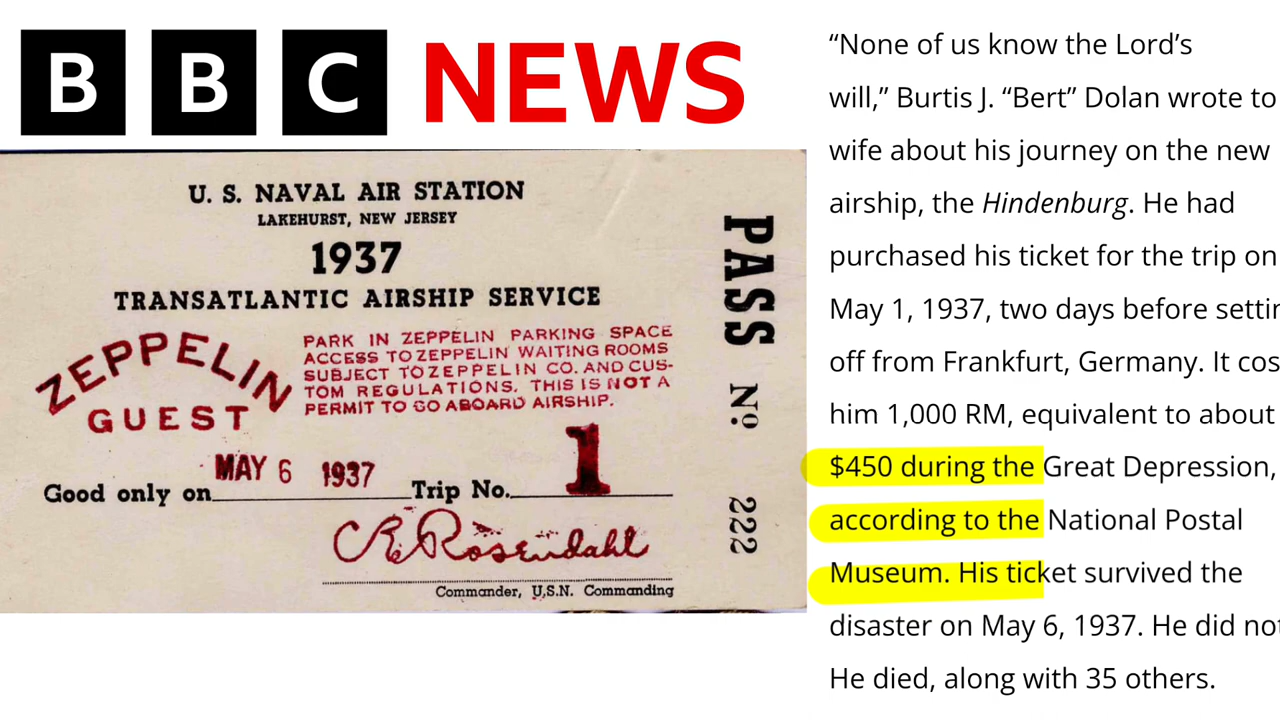 BBC NEWS
U. S. NAVAL AIR STATION
LAKEHURST, NEW JERSEY
1937
TRANSATLANTIC AIRSHIP SERVICE
ZEPPELIN
GUEST
PARK IN ZEPPELIN PARKING SPACE
ACCESS TO ZEPPELIN WAITING ROOMS
SUBJECT TO ZEPPELIN CO. AND CUS-
TOM REGULATIONS. THIS IS NOT A
PERMIT TO GO ABOARD AIRSHIP.
MAY 6 1937
Good only on Trip No. 1
C E Rosendahl
Commander, U.S.N. Commanding
PASS No. 222
“None of us know the Lord’s
will,” Burtis J. “Bert” Dolan wrote to
wife about his journey on the new
airship, the Hindenburg. He had
purchased his ticket for the trip on
May 1, 1937, two days before settin
off from Frankfurt, Germany. It cos
him 1,000 RM, equivalent to about
$450 during the Great Depression,
according to the National Postal
Museum. His ticket survived the
disaster on May 6, 1937. He did not
He died, along with 35 others.